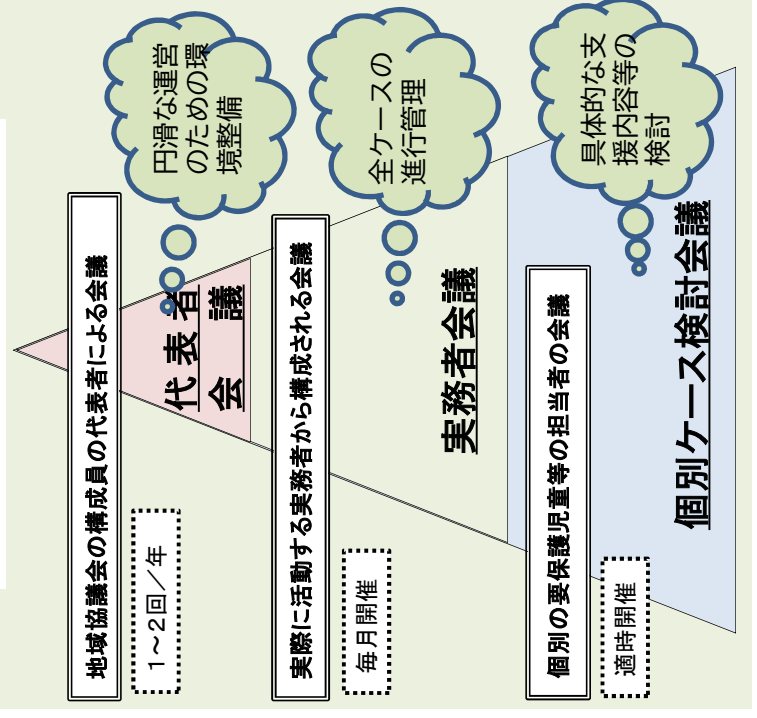 地域協議会の構成員の代表者による会議
1～2回／年
代表者
会　議
円滑な運営
のための環
境整備
実際に活動する実務者から構成される会議
毎月開催
実務者会議
全ケースの
進行管理
個別の要保護児童等の担当者の会議
適時開催
個別ケース検討会議
具体的な支
援内容等の
検討